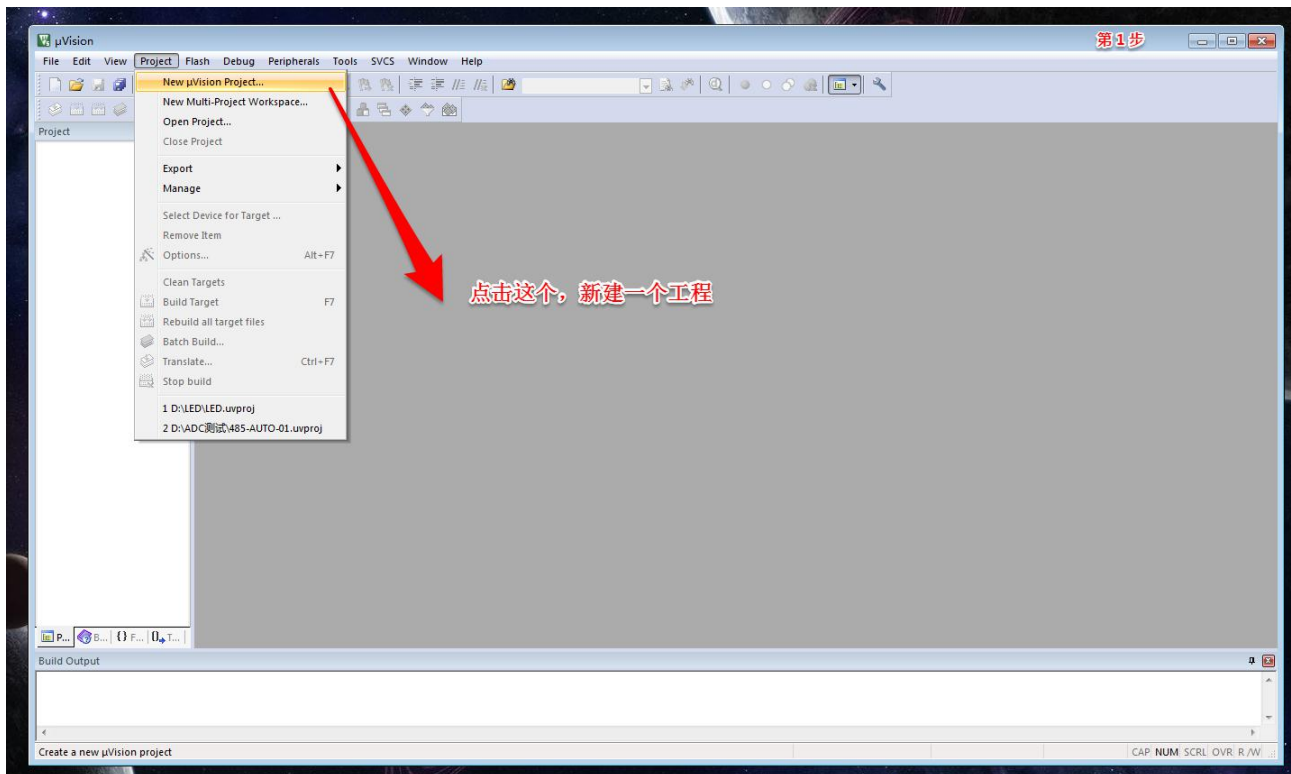 µVision
第1步
File Edit View Project Flash Debug Peripherals Tools SVCS Window Help
New µVision Project...
New Multi-Project Workspace...
Open Project...
Close Project
Export
Manage
Select Device for Target ...
Remove Item
Options... Alt+F7
Clean Targets
Build Target F7
Rebuild all target files
Batch Build...
Translate... Ctrl+F7
Stop build
1 D:\LED\LED.uvproj
2 D:\ADC测试\485-AUTO-01.uvproj
Project
点击这个，新建一个工程
P... B... {} F... 0 T...
Build Output
Create a new µVision project
CAP NUM SCRL OVR R /W